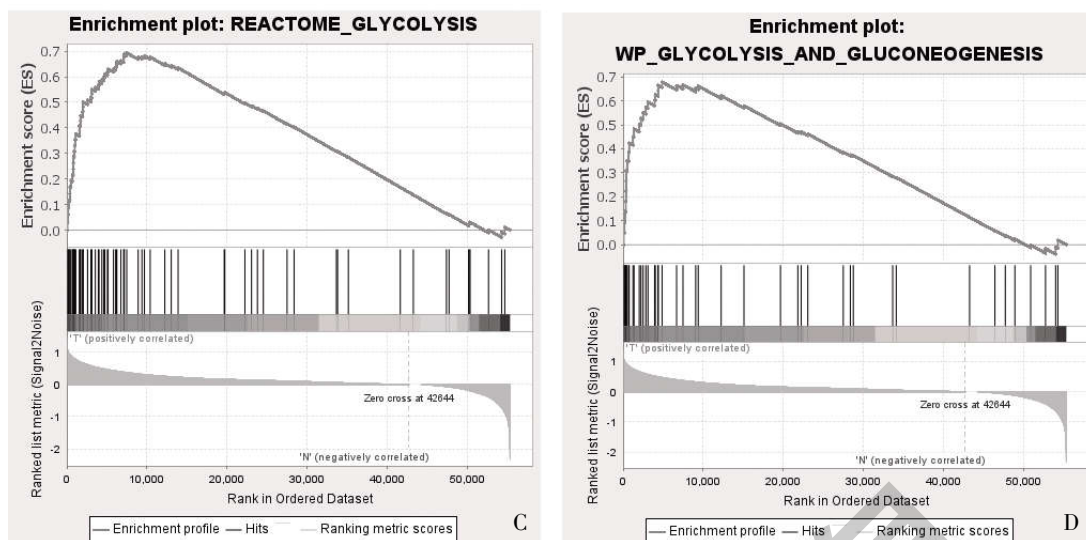 Enrichment plot: REACTOME_GLYCOLYSIS
Enrichment score (ES)
0.7
0.6
0.5
0.4
0.3
0.2
0.1
0.0
Ranked list metric (Signal2Noise)
'T' (positively correlated)
1
0
-1
-2
Zero cross at 42644
'N' (negatively correlated)
0 10,000 20,000 30,000 40,000 50,000
Rank in Ordered Dataset
Enrichment profile Hits Ranking metric scores
C
Enrichment plot:
WP_GLYCOLYSIS_AND_GLUCONEOGENESIS
Enrichment score (ES)
0.7
0.6
0.5
0.4
0.3
0.2
0.1
0.0
Ranked list metric (Signal2Noise)
'T' (positively correlated)
1
0
-1
-2
Zero cross at 42644
'N' (negatively correlated)
0 10,000 20,000 30,000 40,000 50,000
Rank in Ordered Dataset
Enrichment profile Hits Ranking metric scores
D